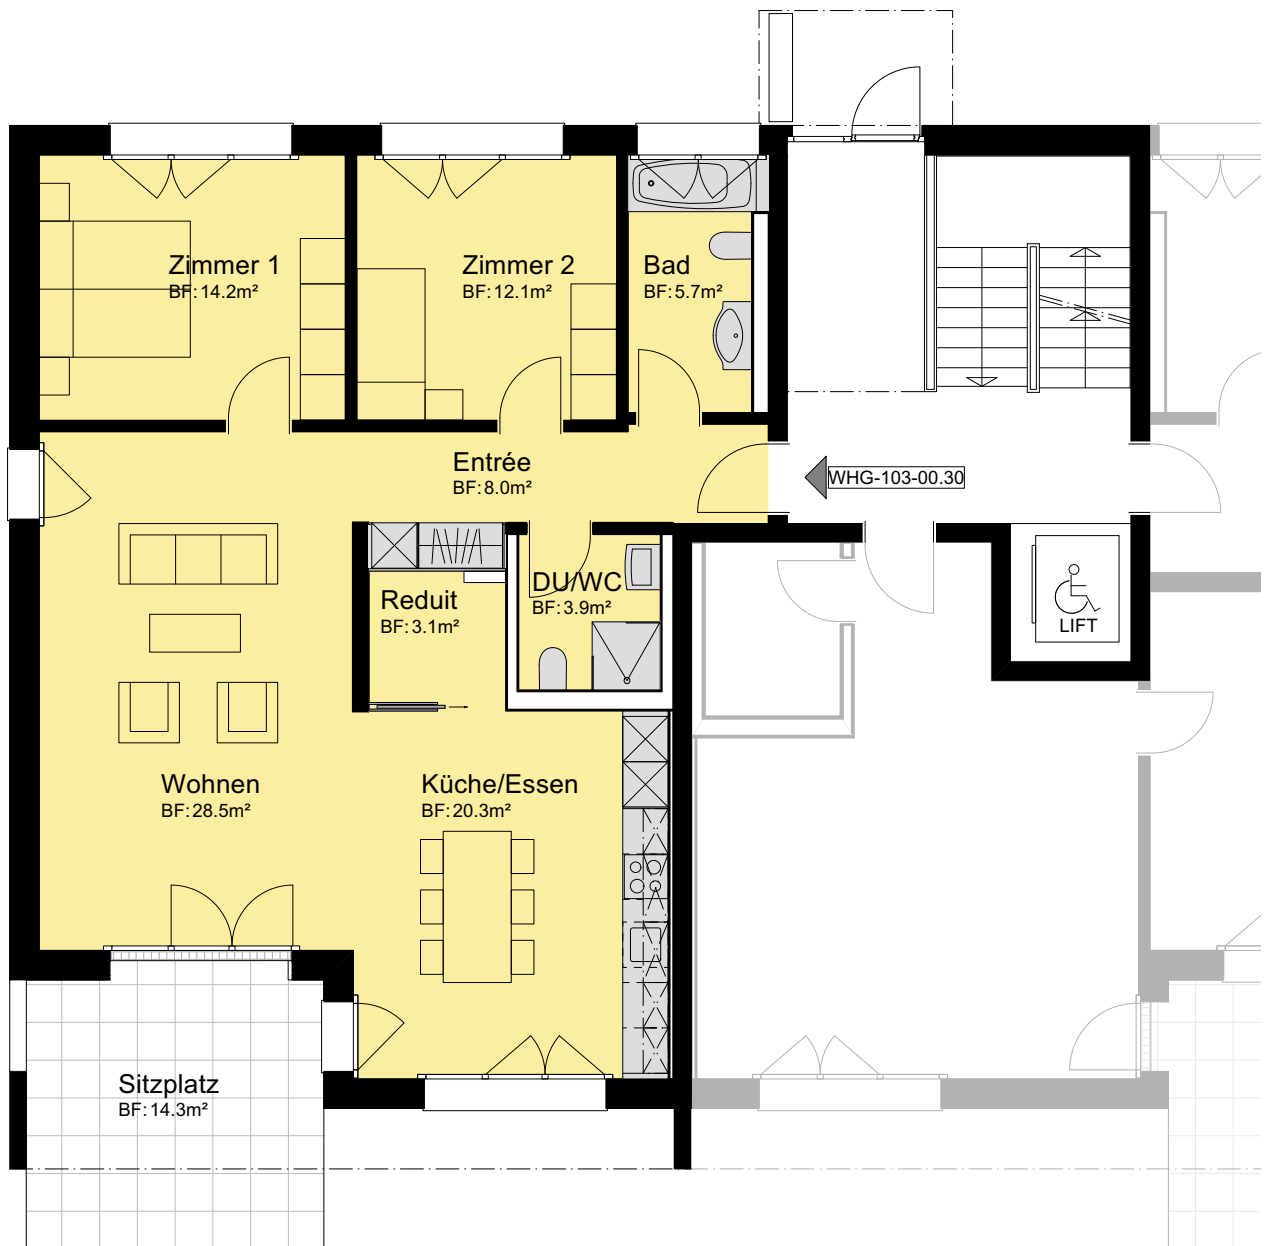 Zimmer 1
BF: 14.2m²
Zimmer 2
BF: 12.1m²
Bad
BF: 5.7m²
Entrée
BF: 8.0m²
WHG-103-00.30
Reduit
BF: 3.1m²
DU/WC
BF: 3.9m²
LIFT
Wohnen
BF: 28.5m²
Küche/Essen
BF: 20.3m²
Sitzplatz
BF: 14.3m²